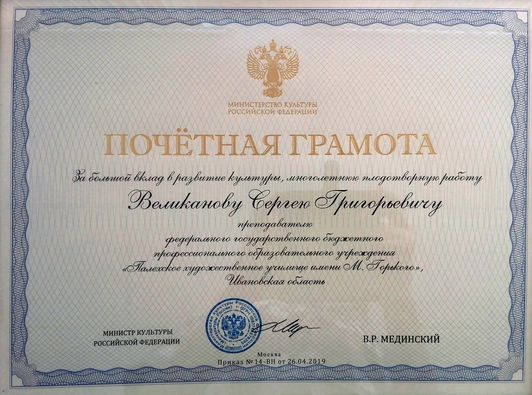 МИНИСТЕРСТВО КУЛЬТУРЫ
РОССИЙСКОЙ ФЕДЕРАЦИИ
ПОЧЁТНАЯ ГРАМОТА
За большой вклад в развитие культуры, многолетнюю плодотворную работу
Великанову Сергею Григорьевичу
преподавателю
федерального государственного бюджетного
профессионального образовательного учреждения
«Палехское художественное училище имени М. Горького»,
Ивановская область
МИНИСТР КУЛЬТУРЫ
РОССИЙСКОЙ ФЕДЕРАЦИИ
В.Р. МЕДИНСКИЙ
Москва
Приказ № 14-ВН от 26.04.2019